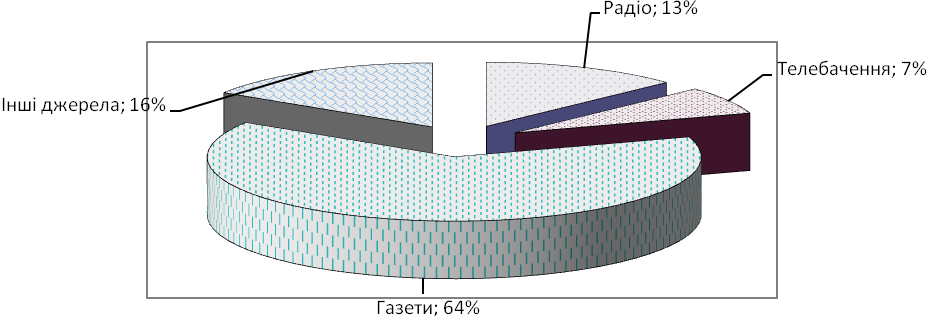 Радіо; 13%
Телебачення; 7%
Інші джерела; 16%
Газети; 64%